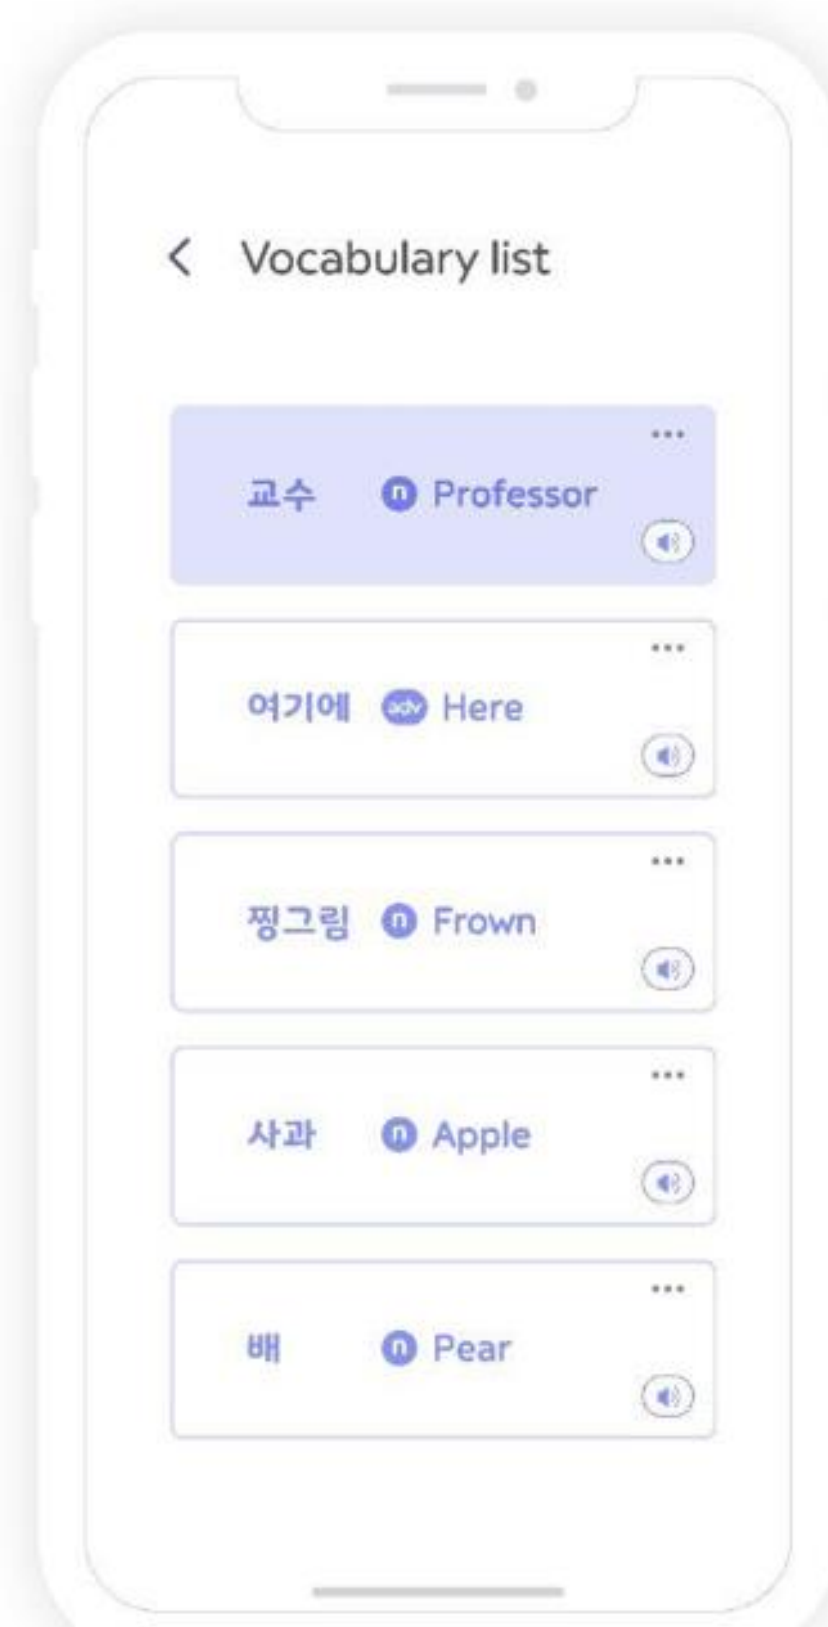 Vocabulary list
교수 n Professor
여기에 adv Here
찡그림 n Frown
사과 n Apple
배 n Pear